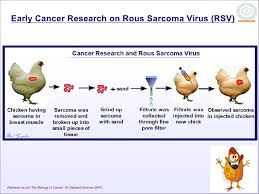 Early Cancer Research on Rous Sarcoma Virus (RSV)
Cancer Research and Rous Sarcoma Virus
+ sand
Chicken having
sarcoma in
breast muscle
Sarcoma was
removed and
broken up into
small pieces of
tissue
Grind up
sarcoma
with sand
Filtrate was
collected
through fine
pore filter
Filtrate was
injected into
new chick
Observed sarcoma
in injected chicken